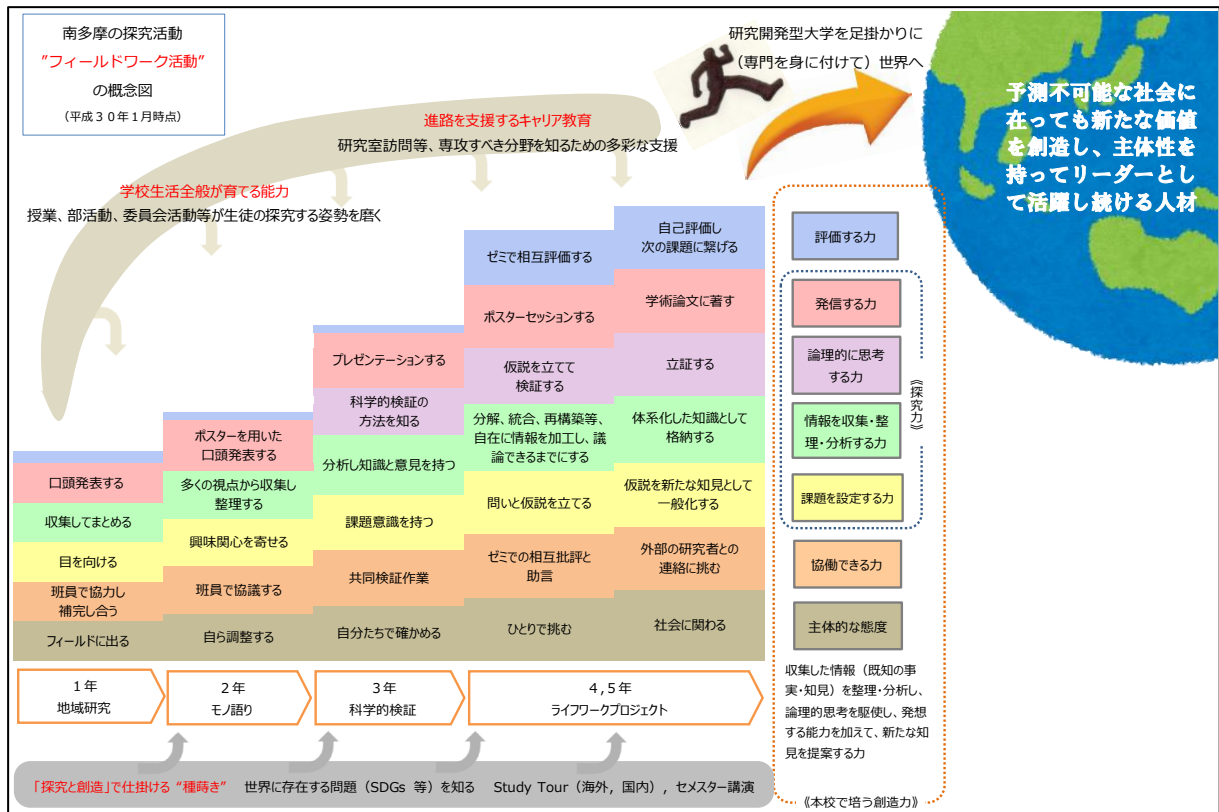 南多摩の探究活動
”フィールドワーク活動”
の概念図
(平成30年1月時点)
研究開発型大学を足掛かりに
(専門を身に付けて)世界へ
予測不可能な社会に
在っても新たな価値
を創造し、主体性を
持ってリーダーとし
て活躍し続ける人材
進路を支援するキャリア教育
研究室訪問等、専攻すべき分野を知るための多彩な支援
学校生活全般が育てる能力
授業、部活動、委員会活動等が生徒の探究する姿勢を磨く
口頭発表する
収集してまとめる
目を向ける
班員で協力し
補完し合う
フィールドに出る
ポスターを用いた
口頭発表する
多くの視点から収集し
整理する
興味関心を寄せる
班員で協議する
自ら調整する
プレゼンテーションする
科学的検証の
方法を知る
分析し知識と意見を持つ
課題意識を持つ
共同検証作業
自分たちで確かめる
ゼミで相互評価する
ポスターセッションする
仮説を立てて
検証する
分解、統合、再構築等、
自在に情報を加工し、議
論できるまでにする
問いと仮説を立てる
ゼミでの相互批評と
助言
ひとりで挑む
自己評価し
次の課題に繋げる
学術論文に著す
立証する
体系化した知識として
格納する
仮説を新たな知見として
一般化する
外部の研究者との
連絡に挑む
社会に関わる
評価する力
発信する力
論理的に思考
する力
情報を収集・整
理・分析する力
課題を設定する力
《探究力》
協働できる力
主体的な態度
収集した情報(既知の事
実・知見)を整理・分析し、
論理的思考を駆使し、発想
する能力を加えて、新たな知
見を提案する力
《本校で培う創造力》
1年
地域研究
2年
モノ語り
3年
科学的検証
4,5年
ライフワークプロジェクト
「探究と創造」で仕掛ける “種蒔き” 世界に存在する問題(SDGs 等)を知る Study Tour(海外, 国内), セメスター講演